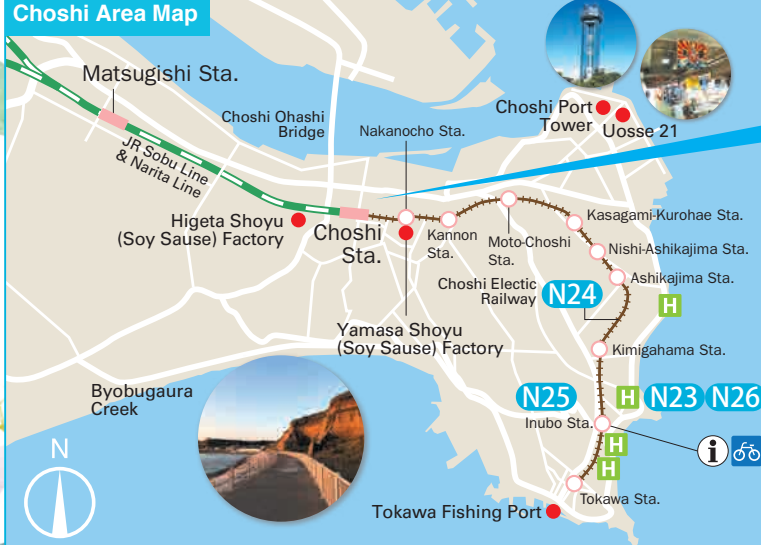 Choshi Area Map
Matsugishi Sta.
Choshi Ohashi
Bridge
Nakanocho Sta.
Choshi Port
Tower
Uosse 21
JR Sobu Line
& Narita Line
Higeta Shoyu
(Soy Sause) Factory
Choshi
Sta.
Kannon
Sta.
Moto-Choshi
Sta.
Kasagami-Kurohae Sta.
Nishi-Ashikajima Sta.
Ashikajima Sta.
Choshi Electic
Railway
N24
H
Yamasa Shoyu
(Soy Sause) Factory
Kimigahama Sta.
Byobugaura
Creek
N25
H
N23
N26
Inubo Sta.
i
H
H
N
Tokawa Sta.
Tokawa Fishing Port